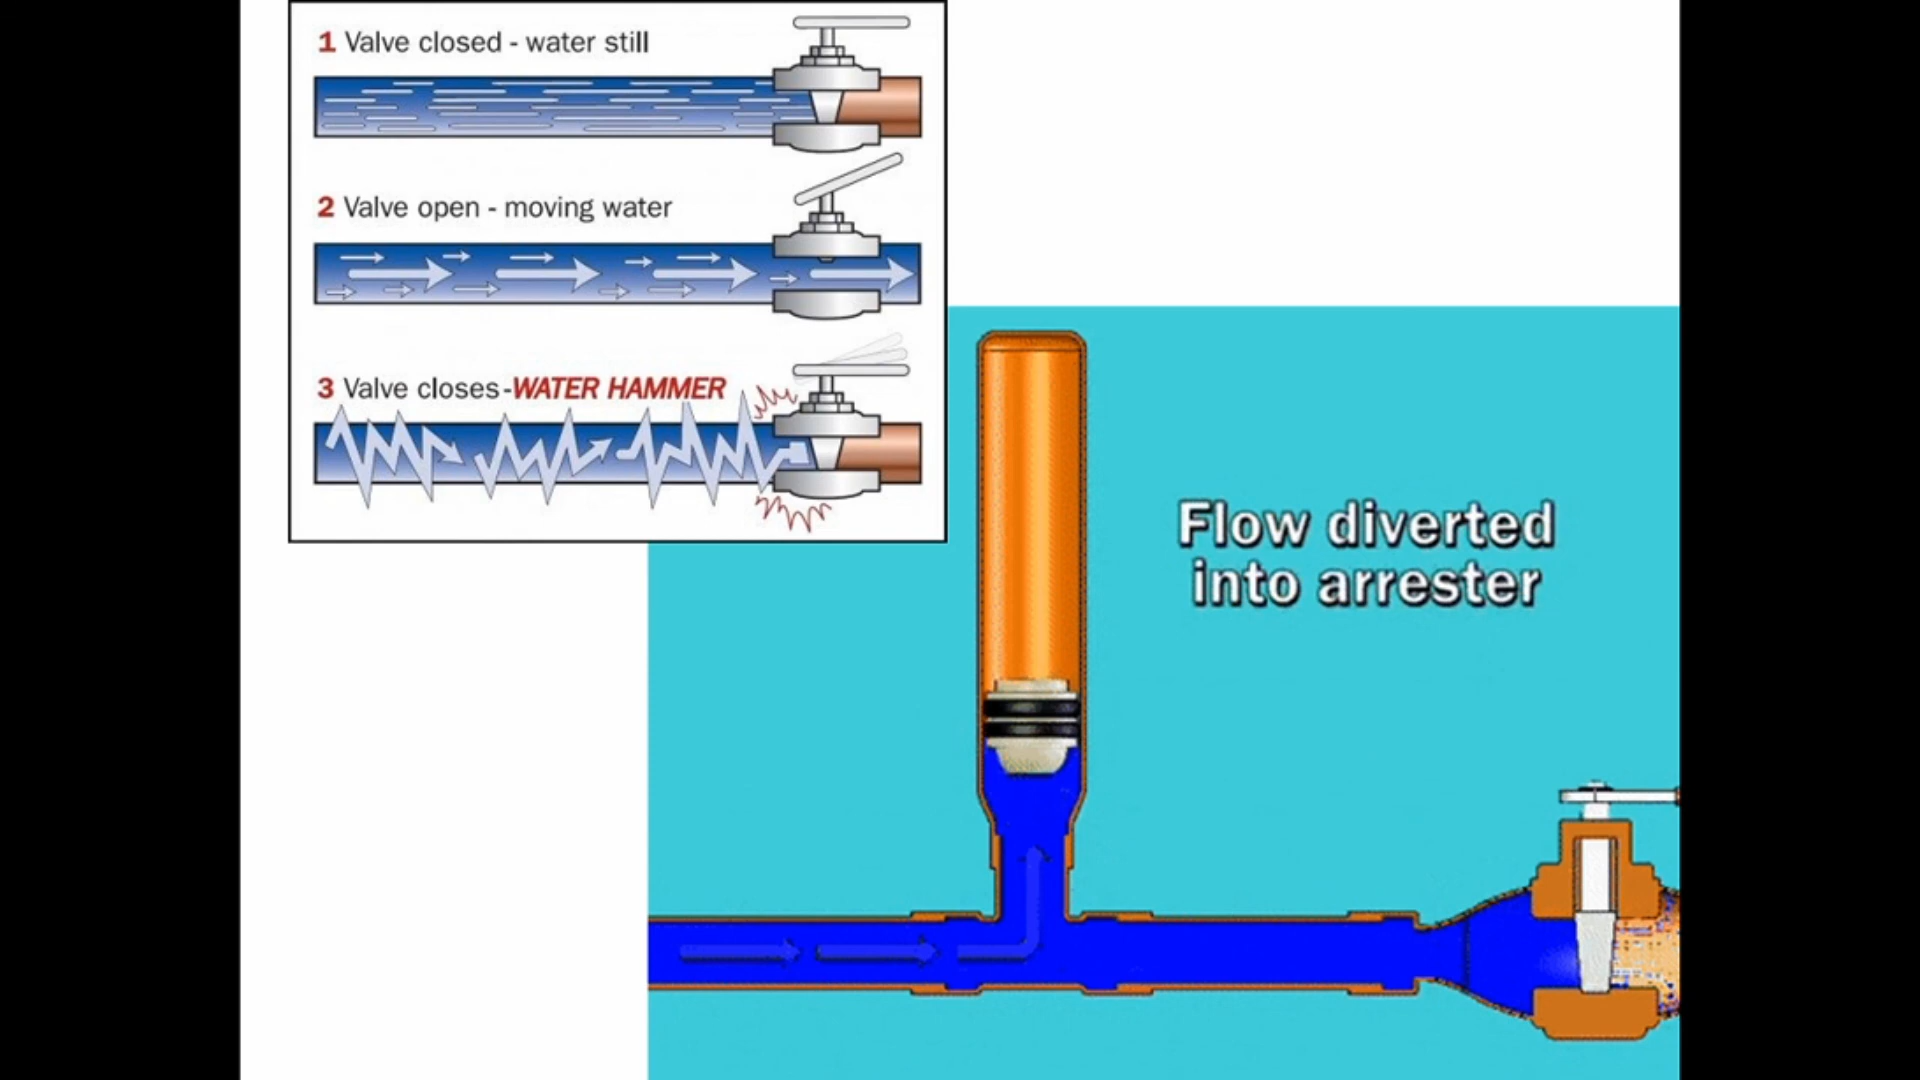 1 Valve closed - water still
2 Valve open - moving water
3 Valve closes-WATER HAMMER
Flow diverted
into arrester